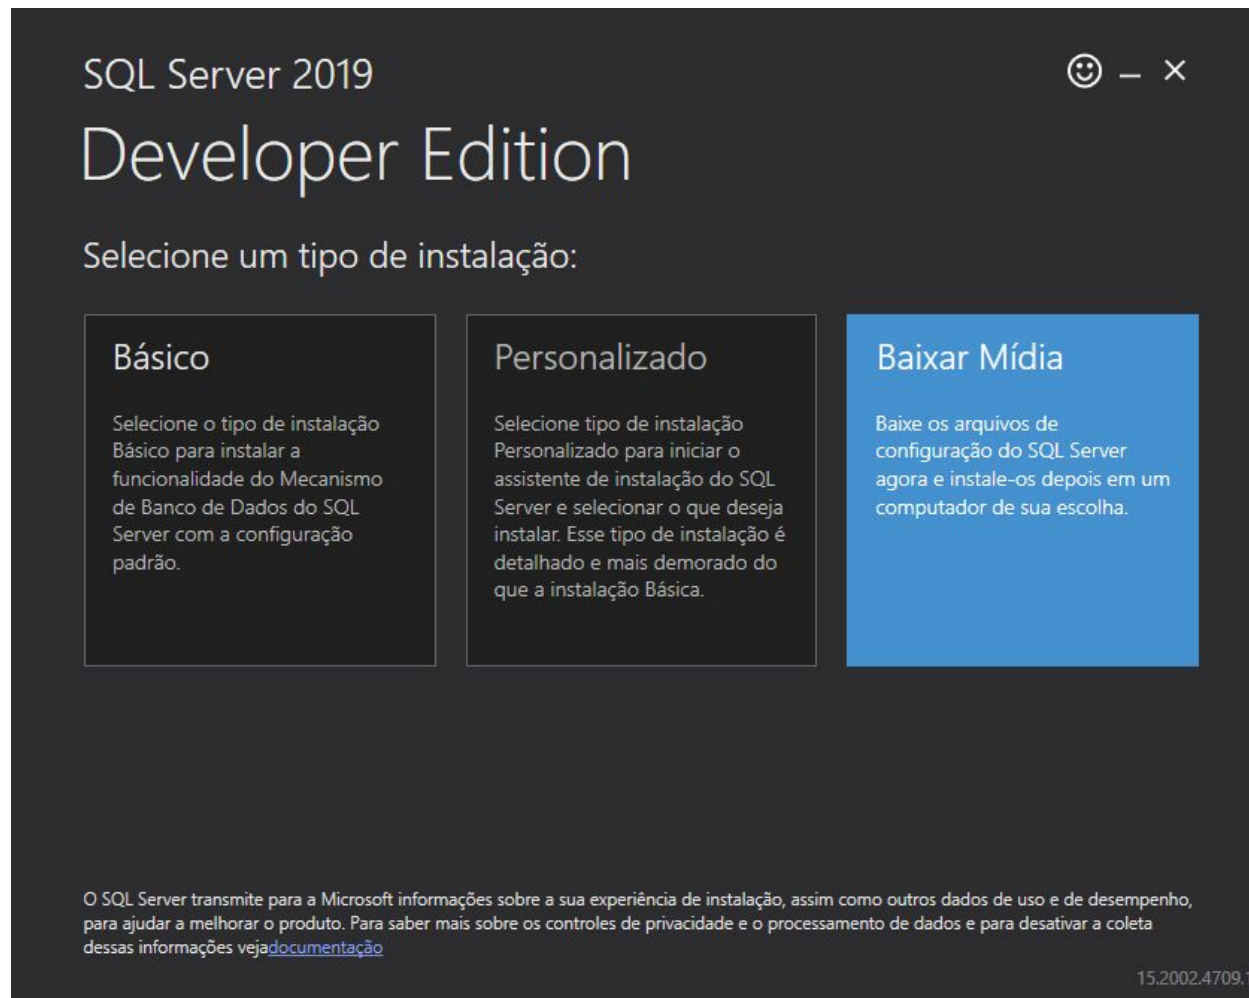 SQL Server 2019
Developer Edition
Selecione um tipo de instalação:
Básico
Selecione o tipo de instalação
Básico para instalar a
funcionalidade do Mecanismo
de Banco de Dados do SQL
Server com a configuração
padrão.
Personalizado
Selecione tipo de instalação
Personalizado para iniciar o
assistente de instalação do SQL
Server e selecionar o que deseja
instalar. Esse tipo de instalação é
detalhado e mais demorado do
que a instalação Básica.
Baixar Mídia
Baixe os arquivos de
configuração do SQL Server
agora e instale-os depois em um
computador de sua escolha.
O SQL Server transmite para a Microsoft informações sobre a sua experiência de instalação, assim como outros dados de uso e de desempenho,
para ajudar a melhorar o produto. Para saber mais sobre os controles de privacidade e o processamento de dados e para desativar a coleta
dessas informações vejadocumentação
15.2002.4709.1